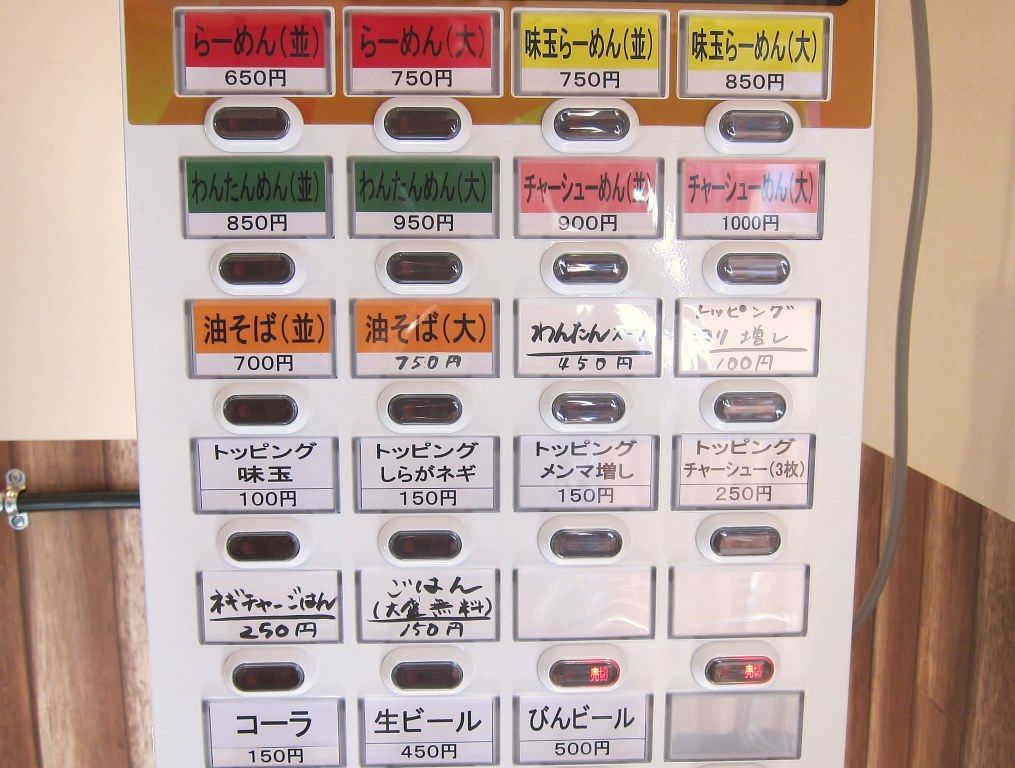 らーめん(並)
650円
らーめん(大)
750円
味玉らーめん(並)
750円
味玉らーめん(大)
850円
わんたんめん(並)
850円
わんたんめん(大)
950円
チャーシューめん(並)
900円
チャーシューめん(大)
1000円
油そば(並)
700円
油そば(大)
750円
わんたんスープ
450円
トッピング
のり増し
100円
トッピング
味玉
100円
トッピング
しらがネギ
150円
トッピング
メンマ増し
150円
トッピング
チャーシュー(3枚)
250円
ネギチャーごはん
250円
ごはん
(大盛無料)
150円
売切
売切
コーラ
150円
生ビール
450円
びんビール
500円